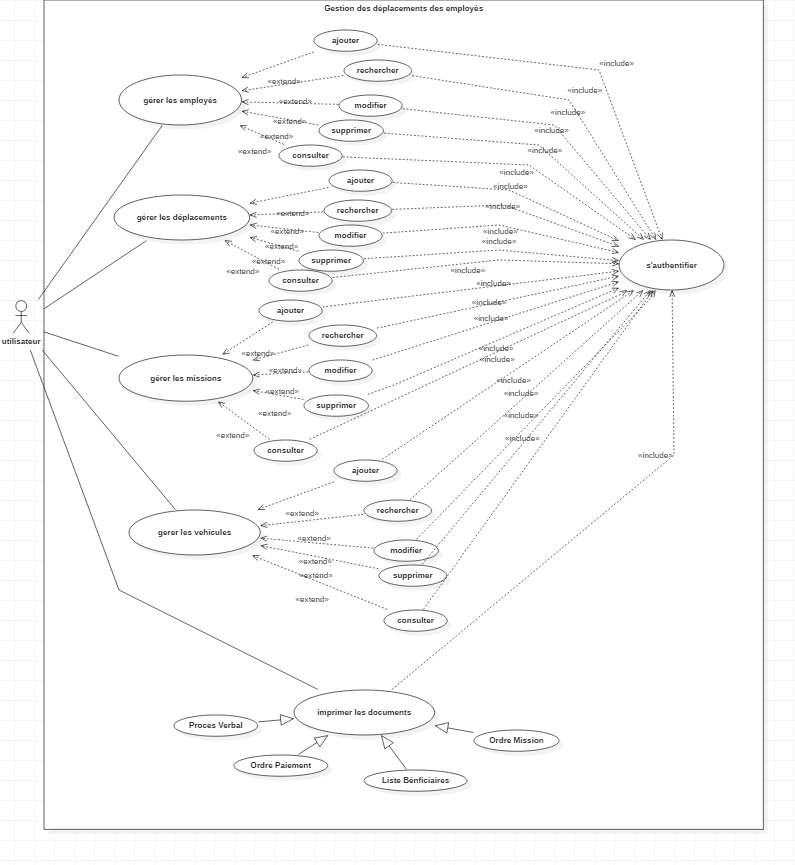 Gestion des déplacements des employés
ajouter
«include»
rechercher
«extend»
«include»
gérer les employés
«extend»
modifier
«include»
«extend»
supprimer
«include»
«extend»
«extend»
consulter
«include»
ajouter
«include»
«include»
gérer les déplacements
«extend»
rechercher
«include»
«extend»
modifier
«include»
«include»
«extend»
supprimer
«extend»
«extend»
consulter
«include»
s'authentifier
ajouter
«include»
«include»
utilisateur
rechercher
«include»
«extend»
«include»
«include»
gérer les missions
«extend»
modifier
«include»
«extend»
supprimer
«include»
«extend»
«include»
«extend»
consulter
«include»
«include»
ajouter
«extend»
rechercher
gerer les vehicules
«extend»
modifier
«extend»
supprimer
«extend»
«extend»
consulter
imprimer les documents
Proces Verbal
Ordre Mission
Ordre Paiement
Liste Bénficiaires